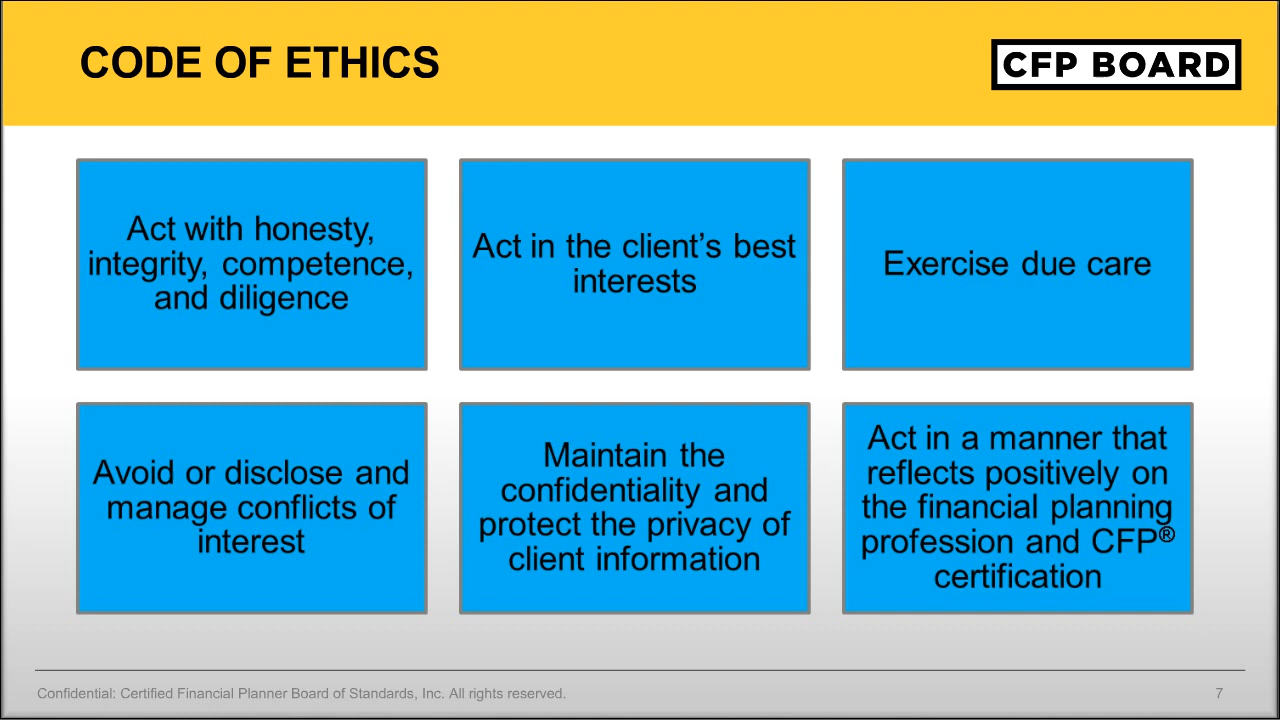 CODE OF ETHICS
CFP BOARD
Act with honesty,
integrity, competence,
and diligence
Act in the client’s best
interests
Exercise due care
Avoid or disclose and
manage conflicts of
interest
Maintain the
confidentiality and
protect the privacy of
client information
Act in a manner that
reflects positively on
the financial planning
profession and CFP®
certification
Confidential: Certified Financial Planner Board of Standards, Inc. All rights reserved.
7